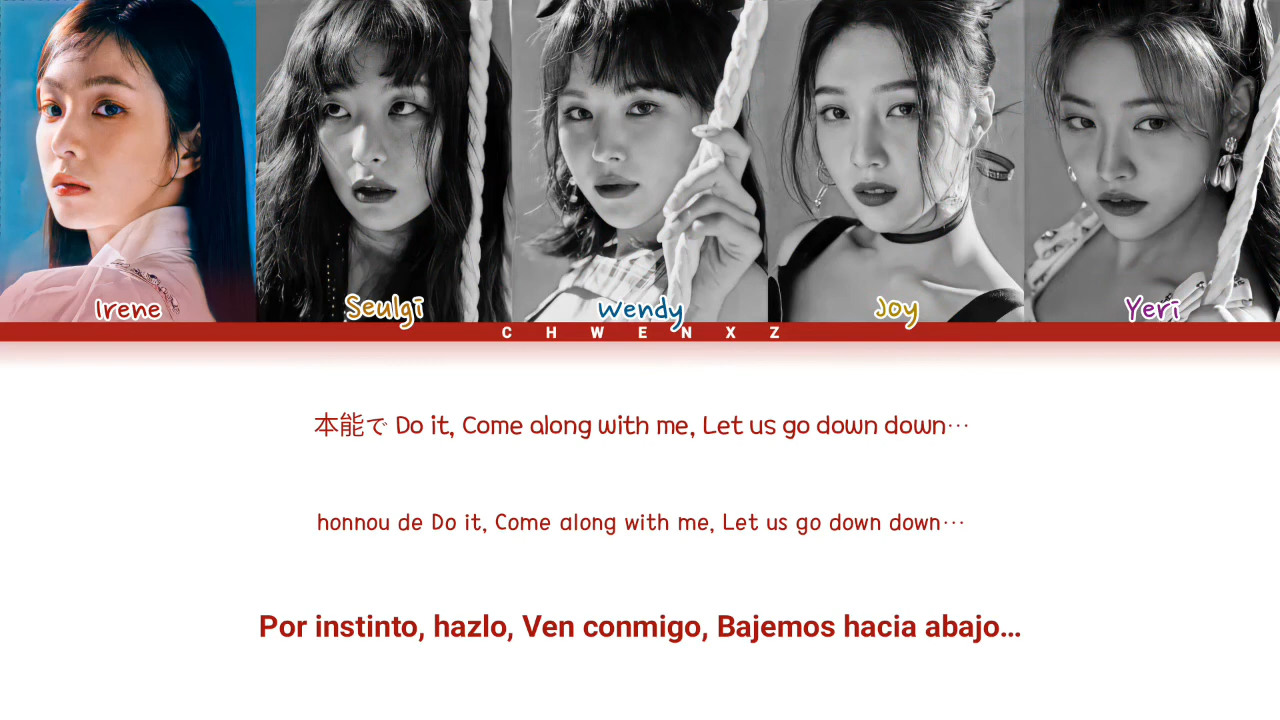 Irene
Seulgi
Wendy
Joy
Yeri
CHWENXZ
本能で Do it, Come along with me, Let us go down down…
honnou de Do it, Come along with me, Let us go down down…
Por instinto, hazlo, Ven conmigo, Bajemos hacia abajo...